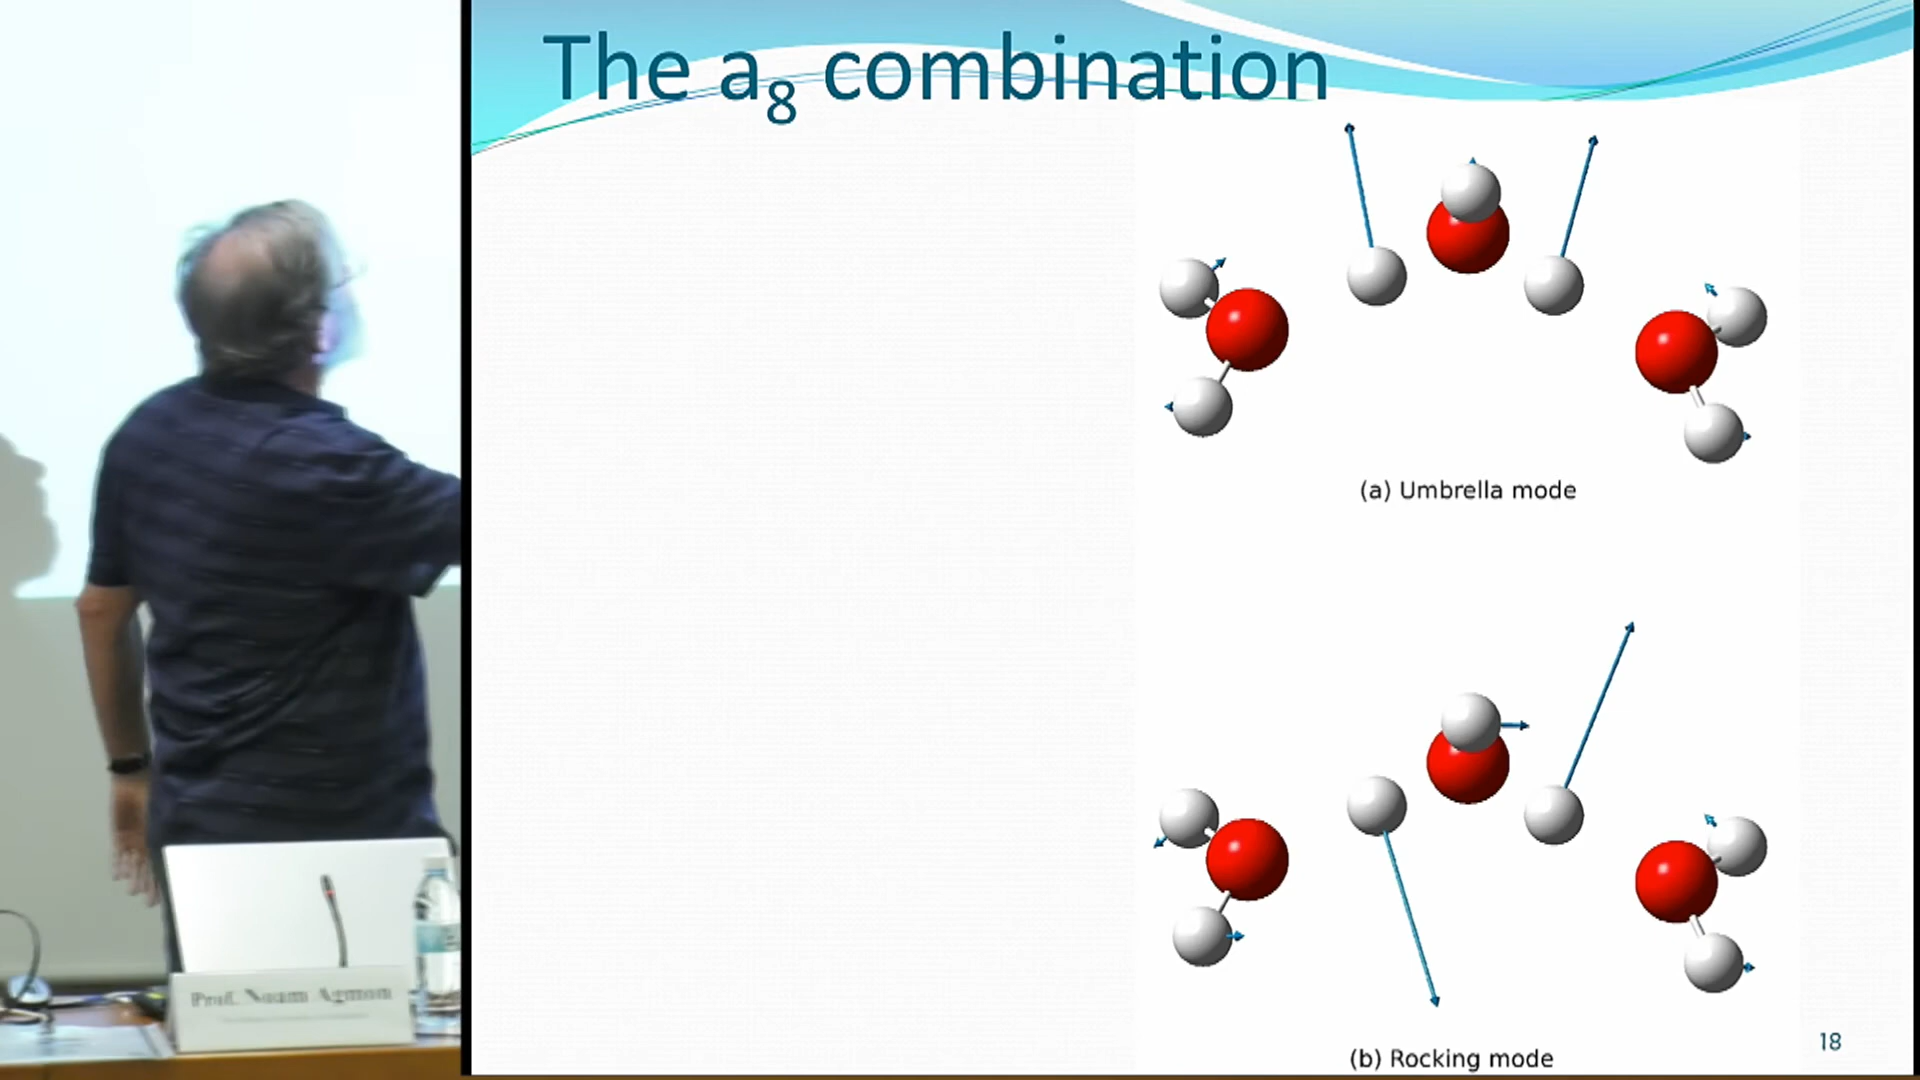 The a₈ combination
(a) Umbrella mode
(b) Rocking mode
18
Prof. Noam Agmon